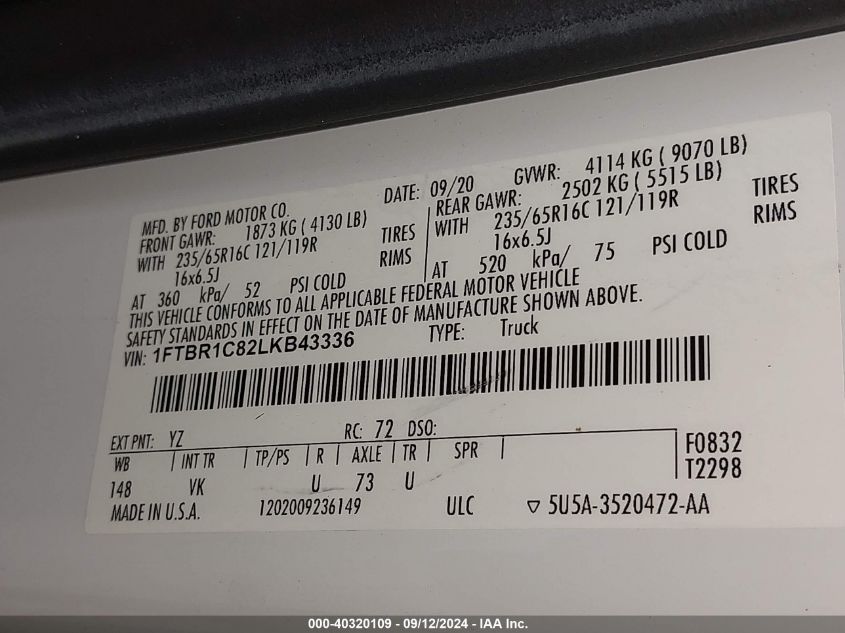 MFD. BY FORD MOTOR CO. DATE: 09/20 GVWR: 4114 KG ( 9070 LB)
FRONT GAWR: 1873 KG ( 4130 LB) REAR GAWR: 2502 KG ( 5515 LB)
WITH 235/65R16C 121/119R TIRES WITH 235/65R16C 121/119R TIRES
16x6.5J RIMS 16x6.5J RIMS
AT 360 kPa/ 52 PSI COLD AT 520 kPa/ 75 PSI COLD
THIS VEHICLE CONFORMS TO ALL APPLICABLE FEDERAL MOTOR VEHICLE
SAFETY STANDARDS IN EFFECT ON THE DATE OF MANUFACTURE SHOWN ABOVE.
VIN: 1FTBR1C82LKB43336 TYPE: Truck
EXT PNT: YZ RC: 72 DSO:
WB INT TR TP/PS R AXLE TR SPR F0832
148 VK U 73 U T2298
MADE IN U.S.A. 1202009236149 ULC ▽ 5U5A-3520472-AA
000-40320109 - 09/12/2024 - IAA Inc.